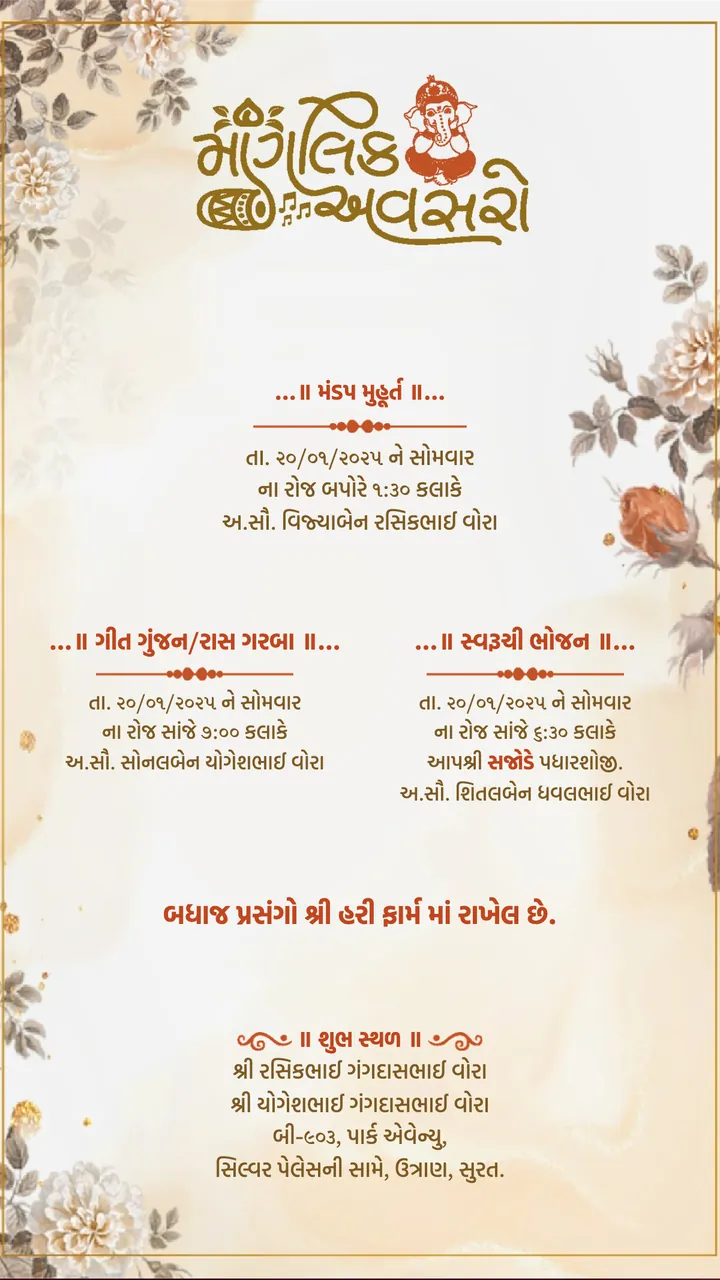 માંગલિક
અવસરો
...॥ મંડપ મુહૂર્ત ॥...
તા. ૨૦/૦૧/૨૦૨૫ ને સોમવાર
ના રોજ બપોરે ૧:૩૦ કલાકે
અ.સૌ. વિજ્યાબેન રસિકભાઈ વોરા
...॥ ગીત ગુંજન/રાસ ગરબા ॥...
તા. ૨૦/૦૧/૨૦૨૫ ને સોમવાર
ના રોજ સાંજે ૭:૦૦ કલાકે
અ.સૌ. સોનલબેન યોગેશભાઈ વોરા
...॥ સ્વરૂચી ભોજન ॥...
તા. ૨૦/૦૧/૨૦૨૫ ને સોમવાર
ના રોજ સાંજે ૬:૩૦ કલાકે
આપશ્રી સજોડે પધારશોજી.
અ.સૌ. શિતલબેન ધવલભાઈ વોરા
બધાજ પ્રસંગો શ્રી હરી ફાર્મ માં રાખેલ છે.
॥ શુભ સ્થળ ॥
શ્રી રસિકભાઈ ગંગદાસભાઈ વોરા
શ્રી યોગેશભાઈ ગંગદાસભાઈ વોરા
બી-૯૦૩, પાર્ક એવેન્યુ,
સિલ્વર પેલેસની સામે, ઉત્રાણ, સુરત.